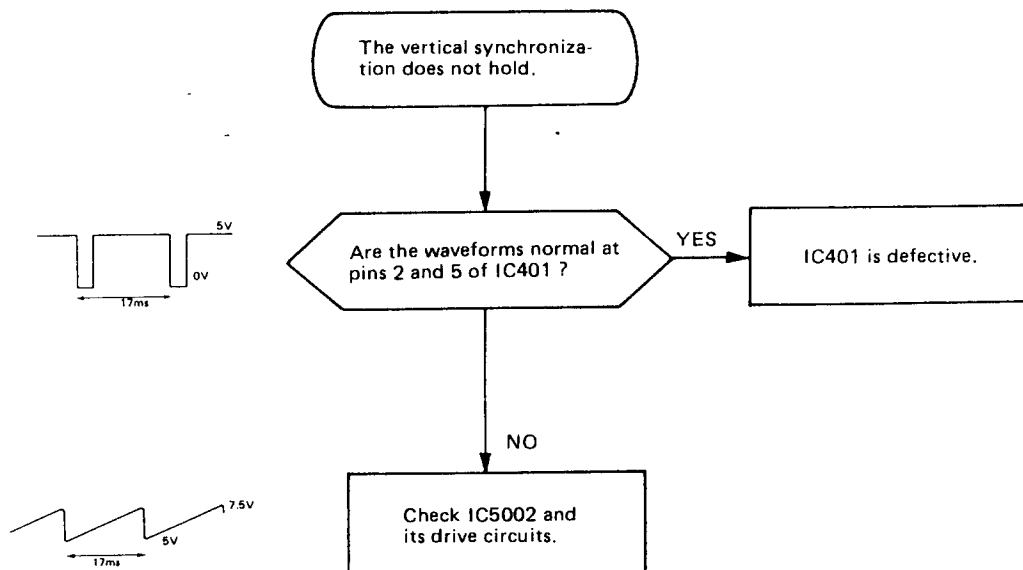 The vertical synchroniza-
tion does not hold.
5V
0V
17ms
Are the waveforms normal at
pins 2 and 5 of IC401 ?
YES
IC401 is defective.
NO
7.5V
5V
17ms
Check IC5002 and
its drive circuits.